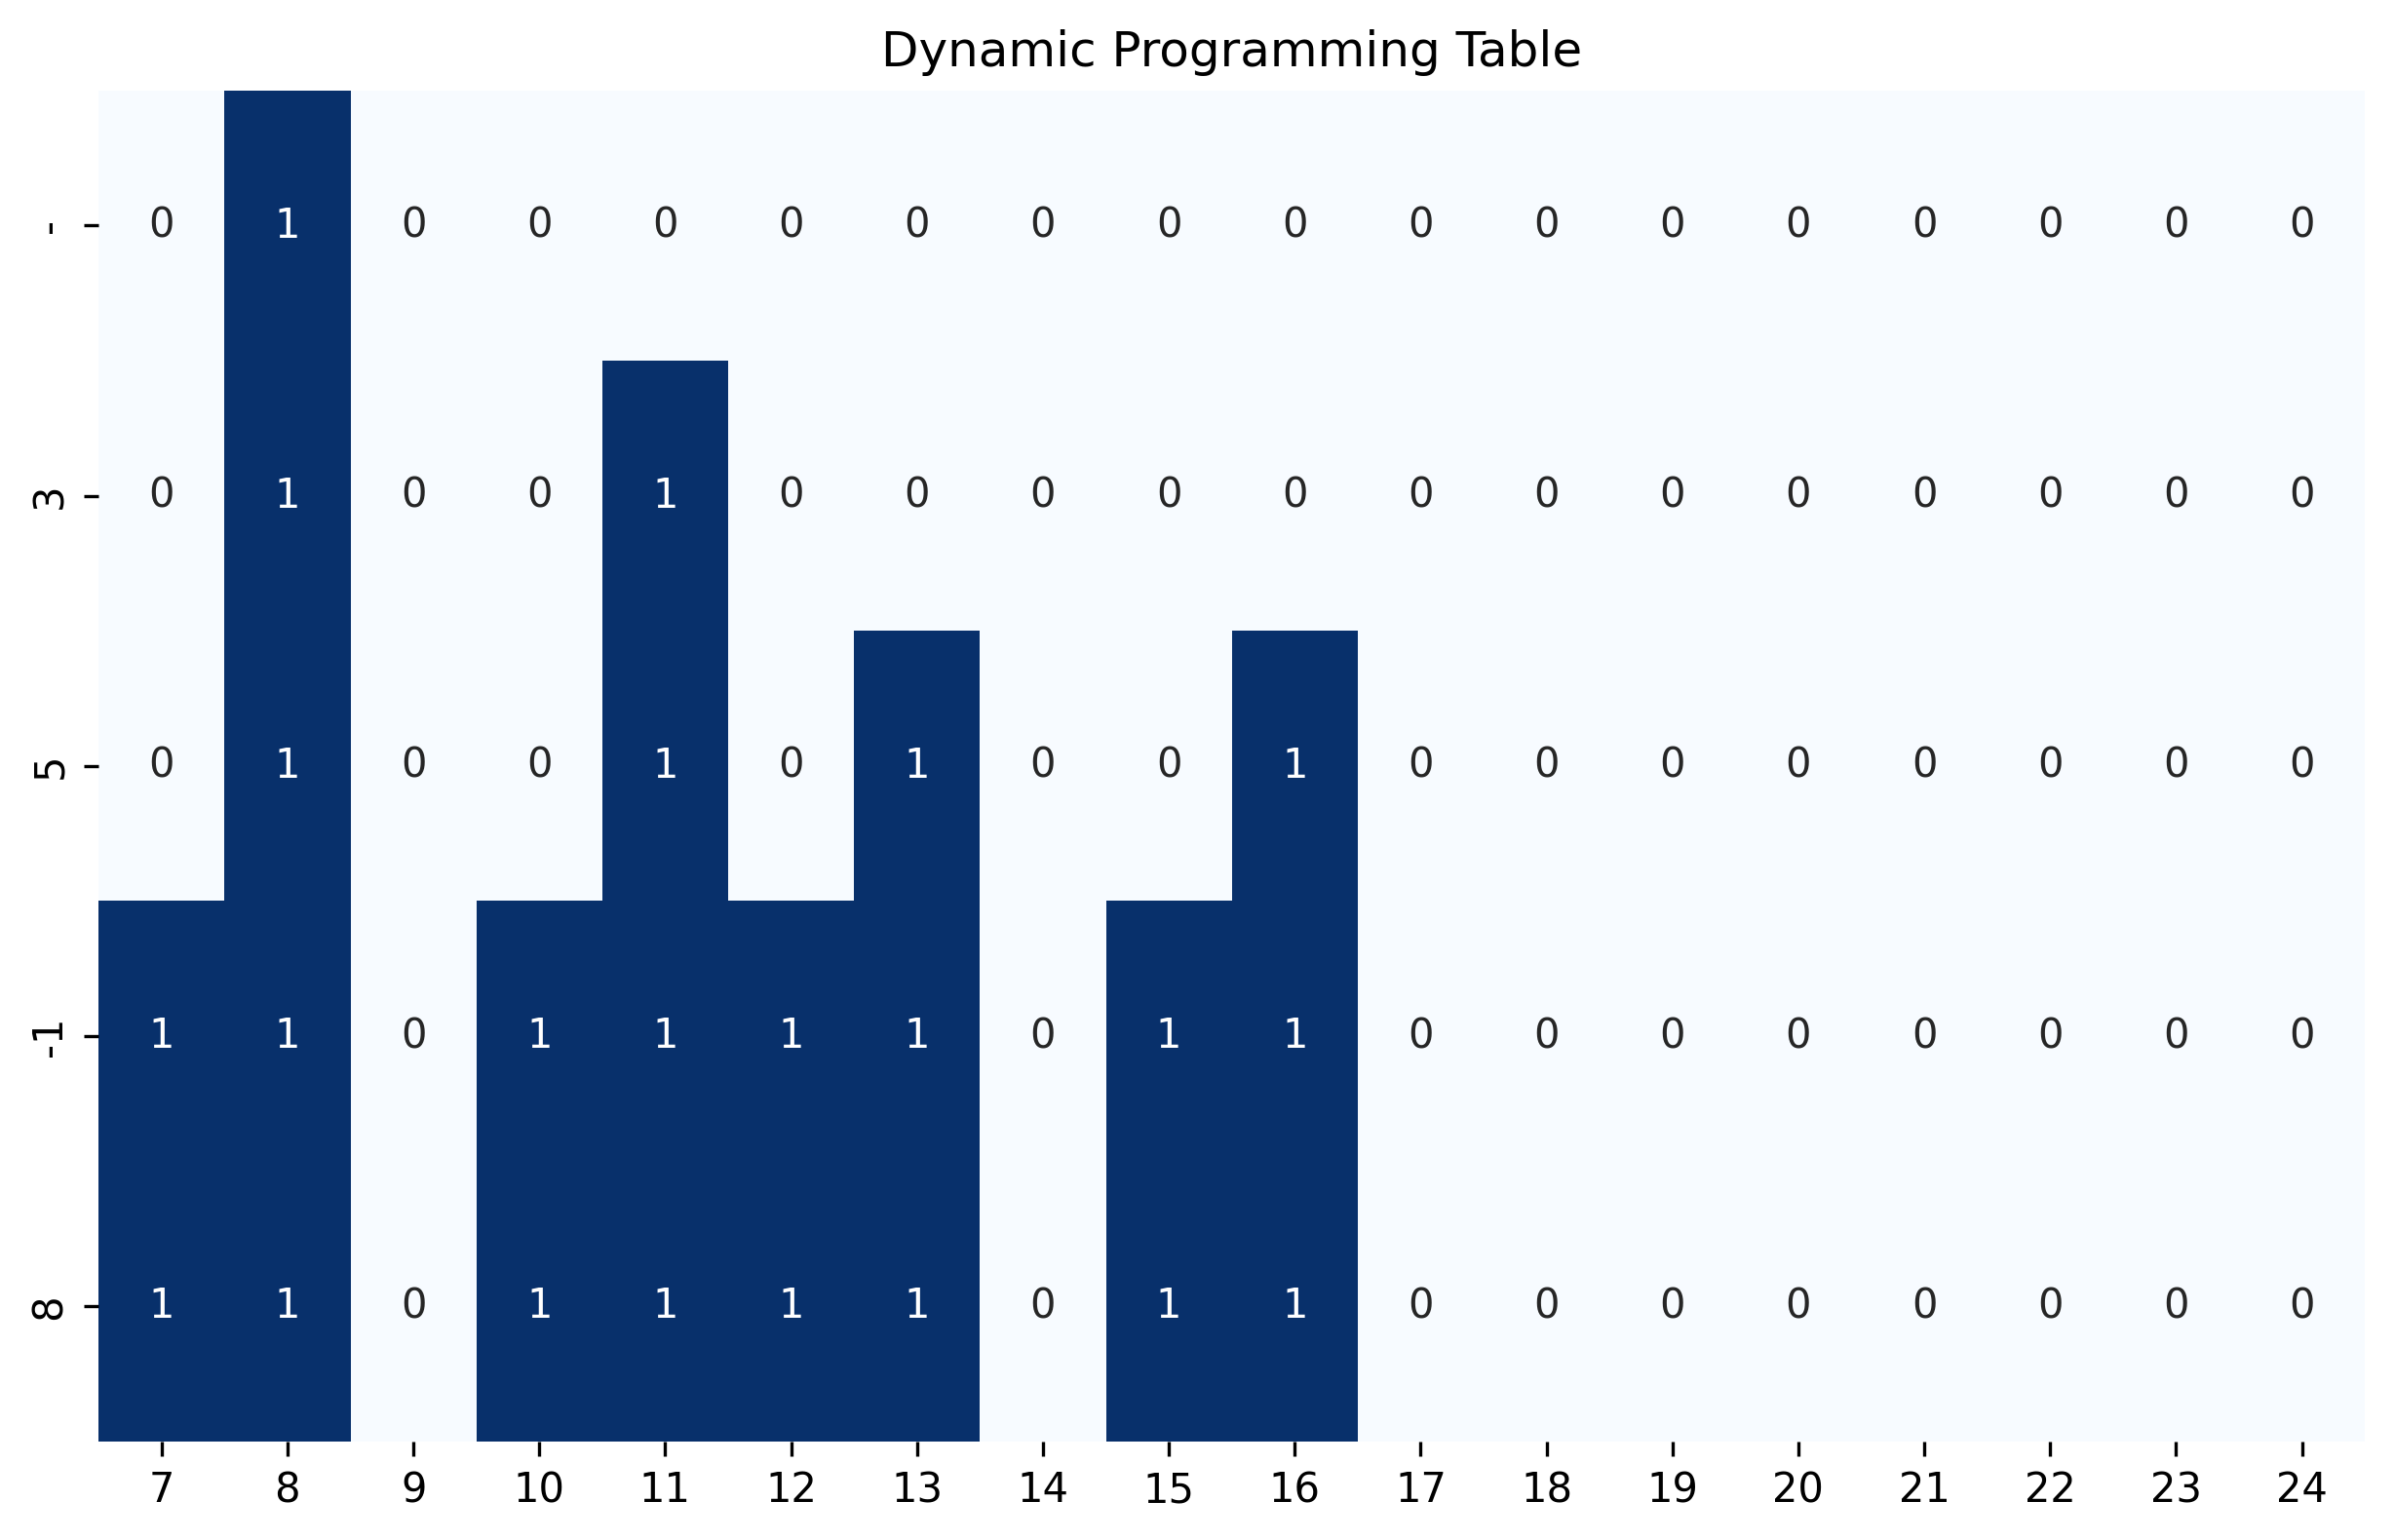 Dynamic Programming Table
- 0 1 0 0 0 0 0 0 0 0 0 0 0 0 0 0 0 0
3 0 1 0 0 1 0 0 0 0 0 0 0 0 0 0 0 0 0
5 0 1 0 0 1 0 1 0 0 1 0 0 0 0 0 0 0 0
-1 1 1 0 1 1 1 1 0 1 1 0 0 0 0 0 0 0 0
8 1 1 0 1 1 1 1 0 1 1 0 0 0 0 0 0 0 0
7 8 9 10 11 12 13 14 15 16 17 18 19 20 21 22 23 24